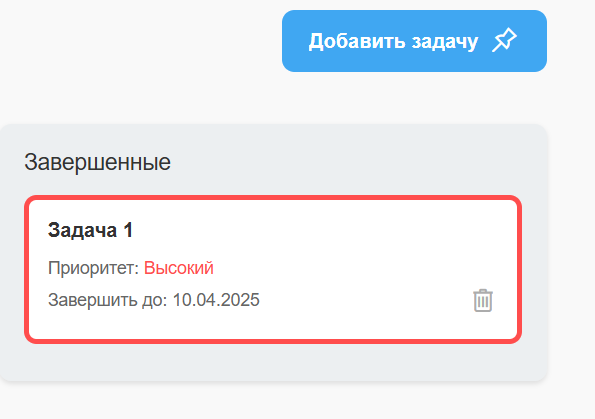 Добавить задачу
Завершенные
Задача 1
Приоритет: Высокий
Завершить до: 10.04.2025